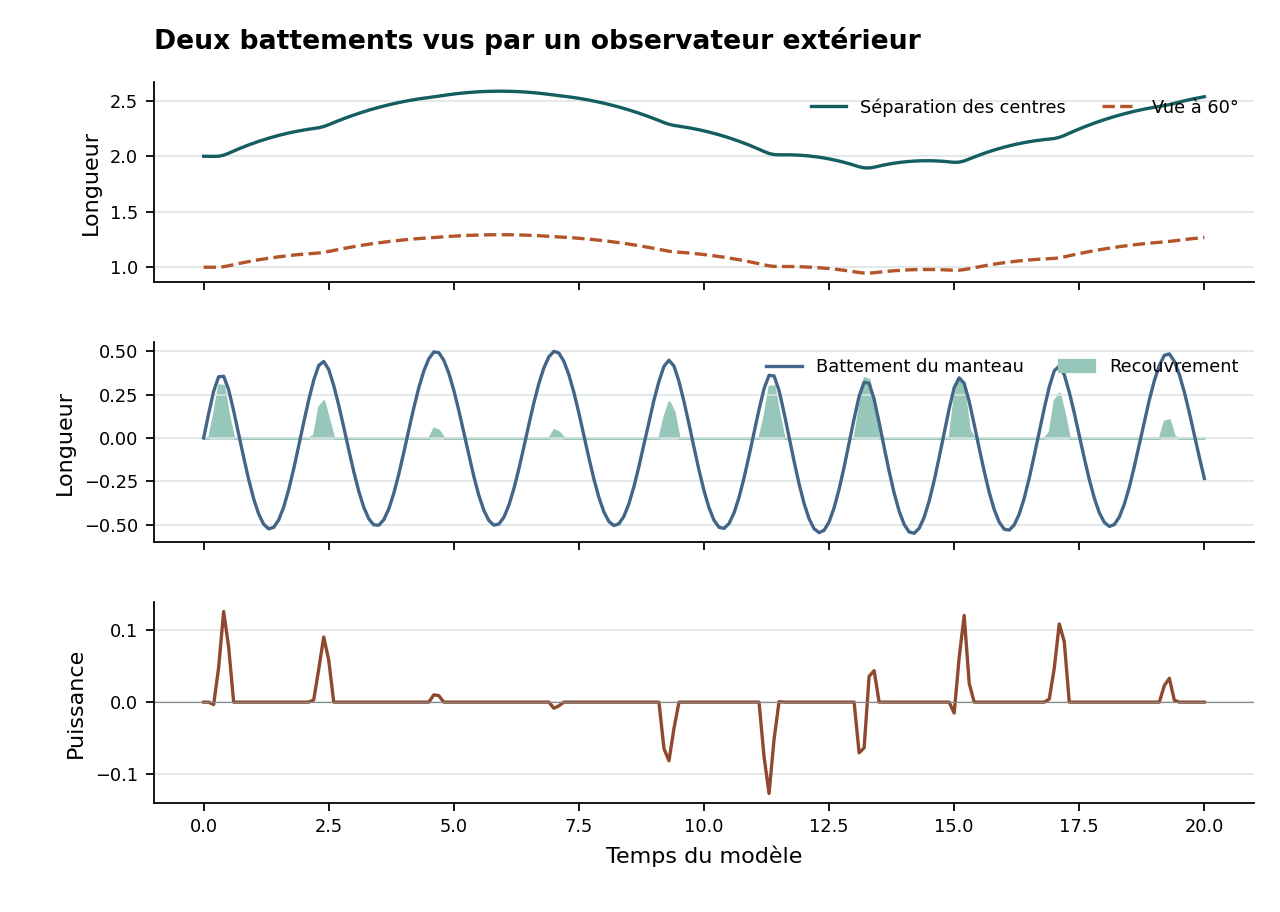 Deux battements vus par un observateur extérieur
Longueur
2.5
2.0
1.5
1.0
Séparation des centres
Vue à 60°
Longueur
0.50
0.25
0.00
−0.25
−0.50
Battement du manteau
Recouvrement
Puissance
0.1
0.0
−0.1
0.0 2.5 5.0 7.5 10.0 12.5 15.0 17.5 20.0
Temps du modèle